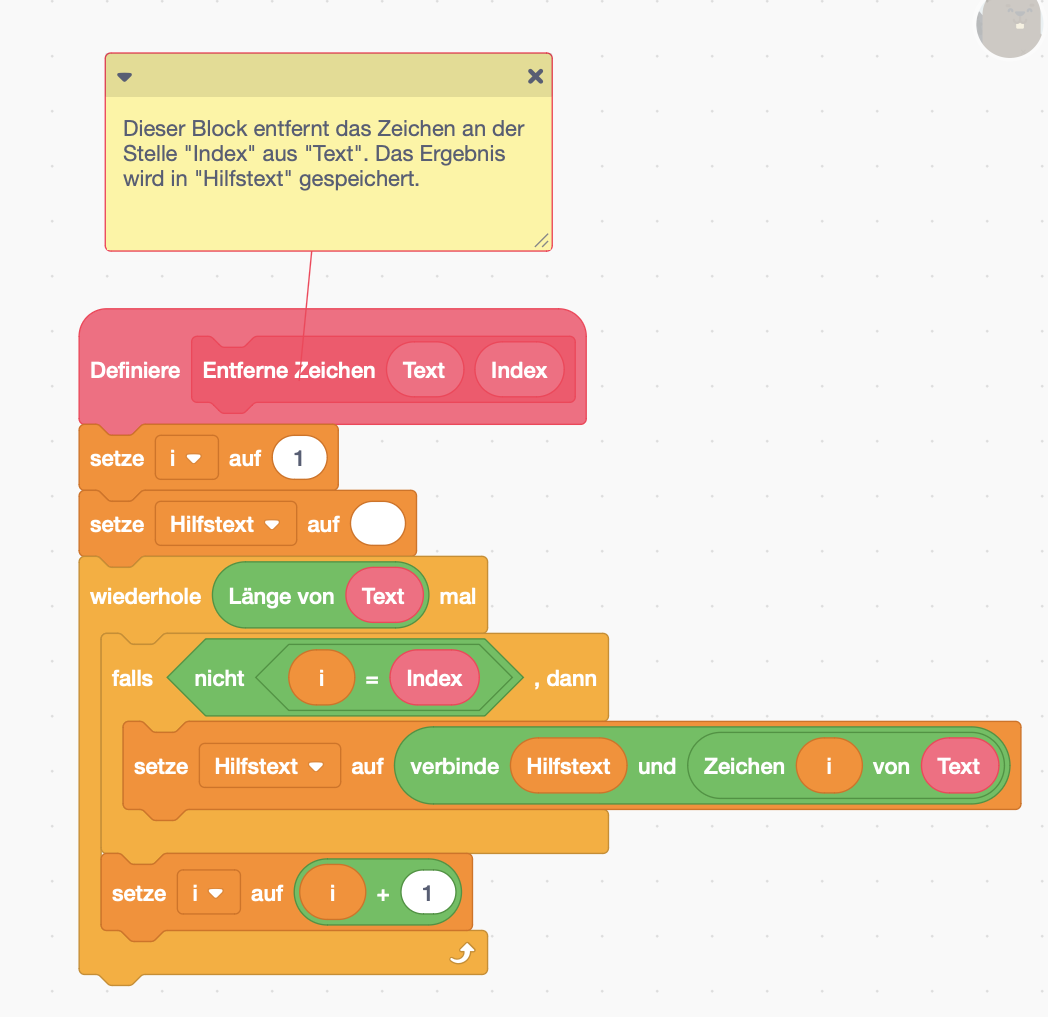 Dieser Block entfernt das Zeichen an der
Stelle "Index" aus "Text". Das Ergebnis
wird in "Hilfstext" gespeichert.
Definiere Entferne Zeichen Text Index
setze i auf 1
setze Hilfstext auf
wiederhole Länge von Text mal
falls nicht i = Index , dann
setze Hilfstext auf verbinde Hilfstext und Zeichen i von Text
setze i auf i + 1